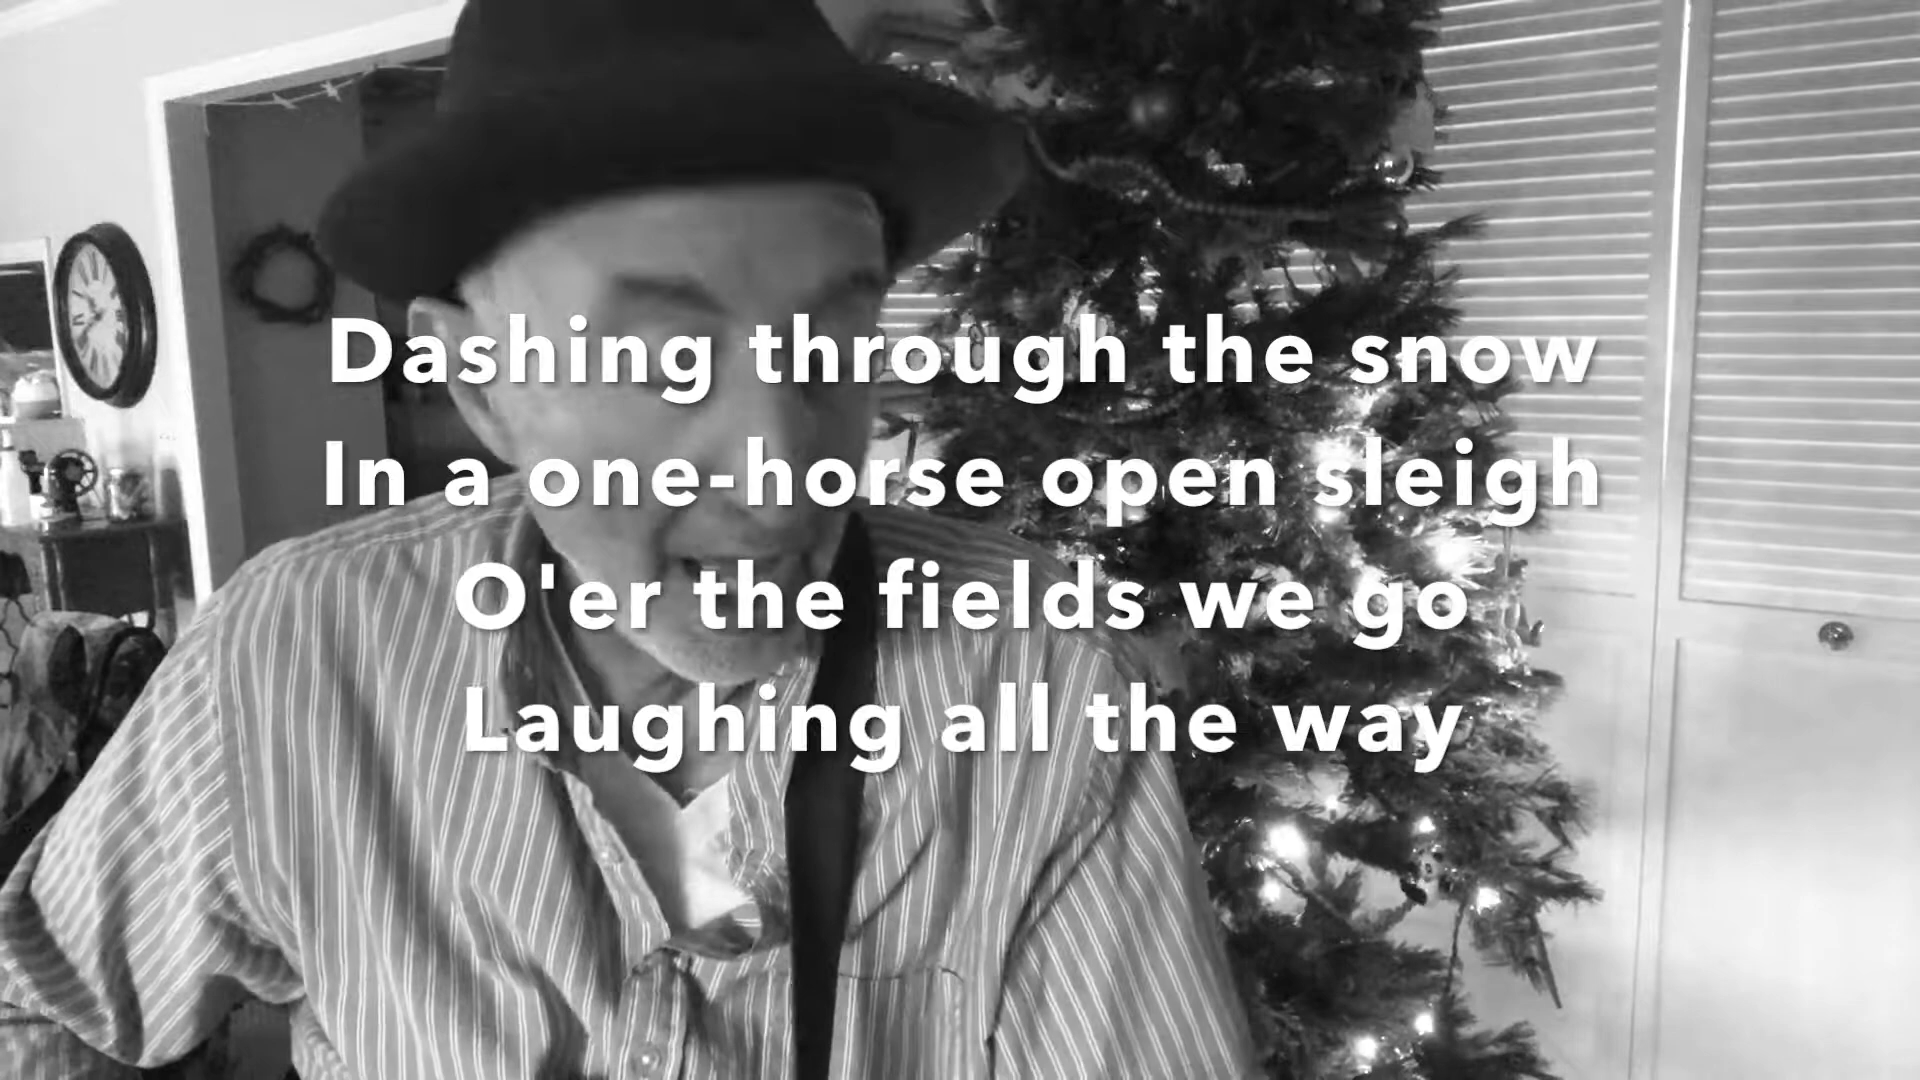 Dashing through the snow
In a one-horse open sleigh
O'er the fields we go
Laughing all the way